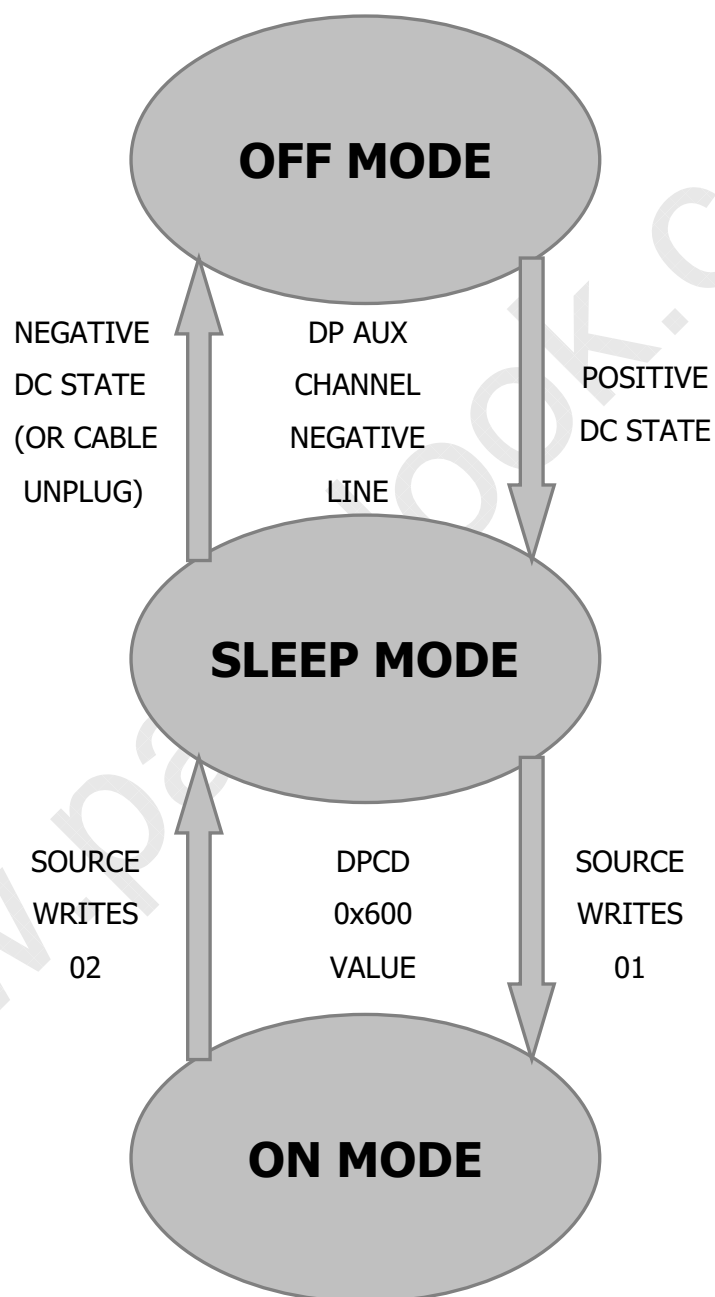 OFF MODE
NEGATIVE
DC STATE
(OR CABLE
UNPLUG)
DP AUX
CHANNEL
NEGATIVE
LINE
POSITIVE
DC STATE
SLEEP MODE
SOURCE
WRITES
02
DPCD
0x600
VALUE
SOURCE
WRITES
01
ON MODE